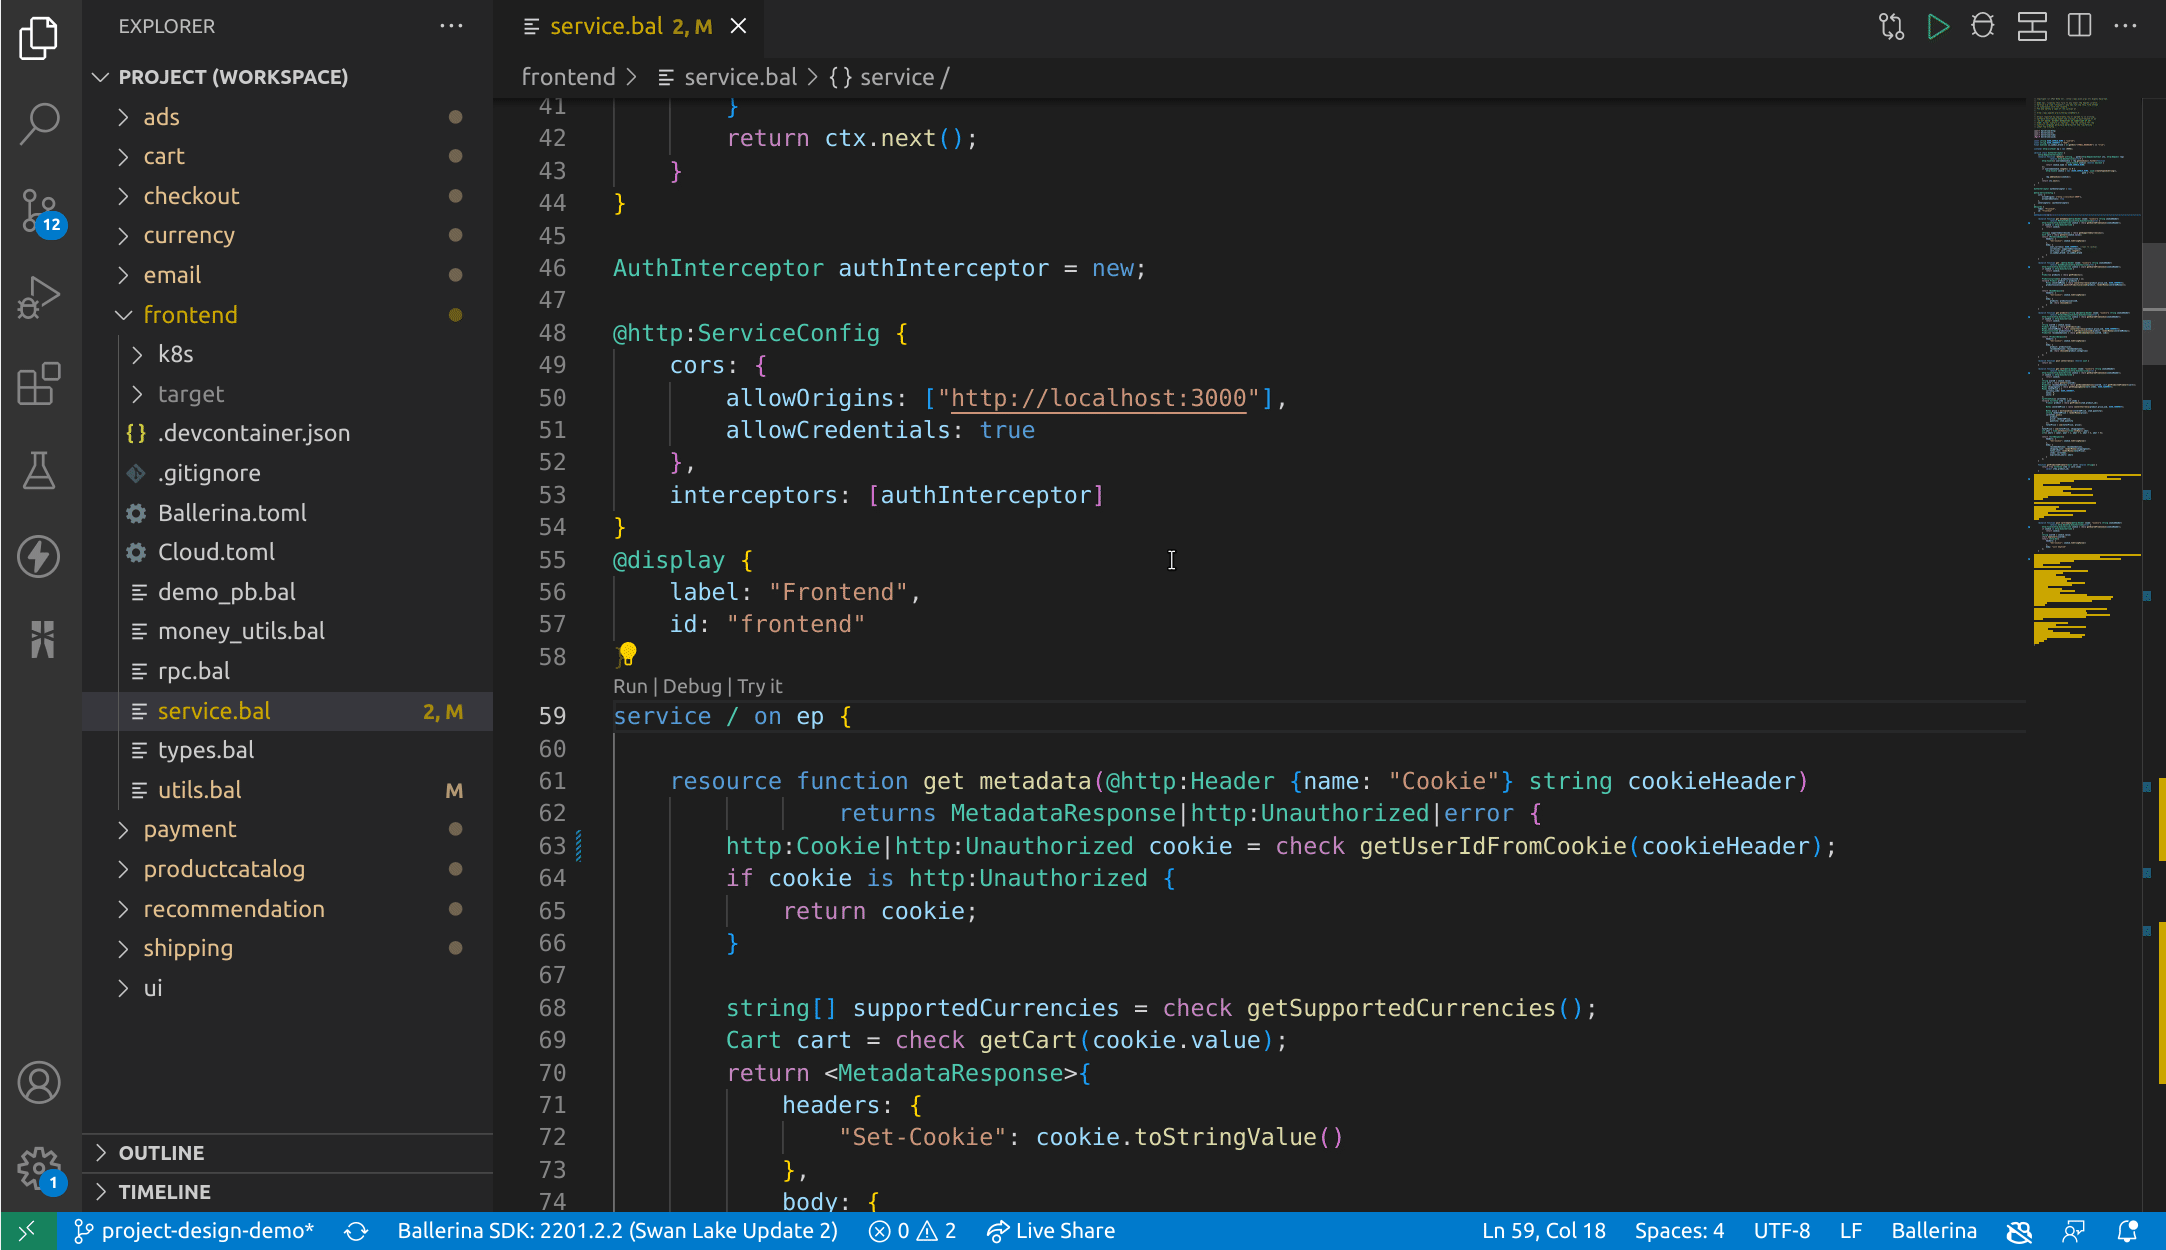 EXPLORER
PROJECT (WORKSPACE)
ads
cart
checkout
currency
email
frontend
k8s
target
{} .devcontainer.json
.gitignore
Ballerina.toml
Cloud.toml
demo_pb.bal
money_utils.bal
rpc.bal
service.bal 2, M
types.bal
utils.bal M
payment
productcatalog
recommendation
shipping
ui
OUTLINE
TIMELINE
12
1
service.bal 2, M
frontend > service.bal > {} service /
41 }
42 return ctx.next();
43 }
44 }
45
46 AuthInterceptor authInterceptor = new;
47
48 @http:ServiceConfig {
49 cors: {
50 allowOrigins: ["http://localhost:3000"],
51 allowCredentials: true
52 },
53 interceptors: [authInterceptor]
54 }
55 @display {
56 label: "Frontend",
57 id: "frontend"
58 }
Run | Debug | Try it
59 service / on ep {
60
61 resource function get metadata(@http:Header {name: "Cookie"} string cookieHeader)
62 returns MetadataResponse|http:Unauthorized|error {
63 http:Cookie|http:Unauthorized cookie = check getUserIdFromCookie(cookieHeader);
64 if cookie is http:Unauthorized {
65 return cookie;
66 }
67
68 string[] supportedCurrencies = check getSupportedCurrencies();
69 Cart cart = check getCart(cookie.value);
70 return <MetadataResponse>{
71 headers: {
72 "Set-Cookie": cookie.toStringValue()
73 },
74 body: {
project-design-demo* Ballerina SDK: 2201.2.2 (Swan Lake Update 2) 0 2 Live Share Ln 59, Col 18 Spaces: 4 UTF-8 LF Ballerina